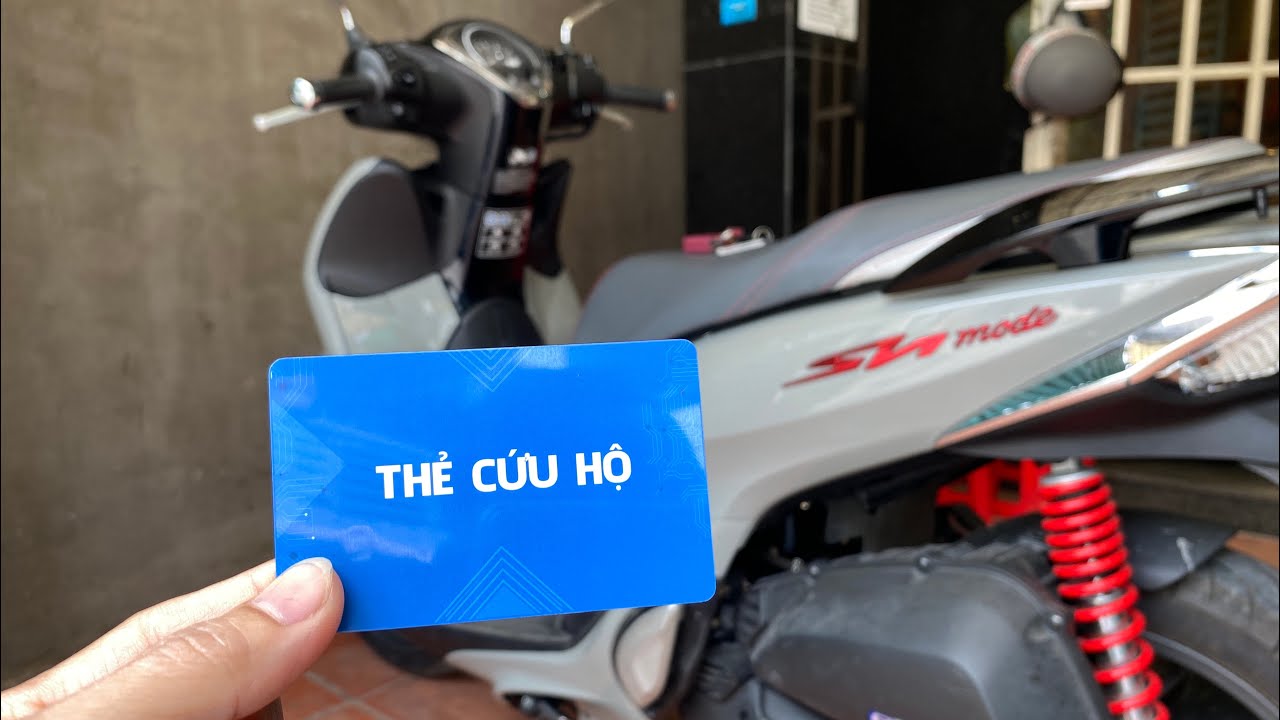 THẺ CỨU HỘ
SH mode